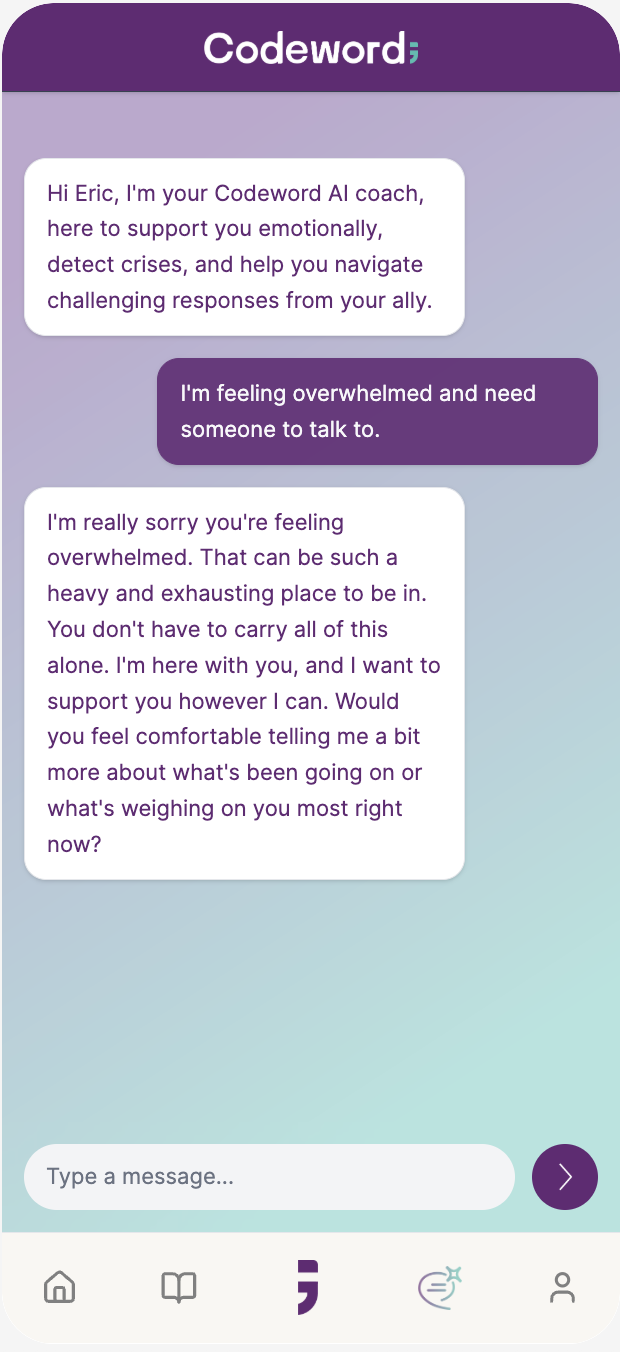 Codeword;
Hi Eric, I'm your Codeword AI coach,
here to support you emotionally,
detect crises, and help you navigate
challenging responses from your ally.
I'm feeling overwhelmed and need
someone to talk to.
I'm really sorry you're feeling
overwhelmed. That can be such a
heavy and exhausting place to be in.
You don't have to carry all of this
alone. I'm here with you, and I want to
support you however I can. Would
you feel comfortable telling me a bit
more about what's been going on or
what's weighing on you most right
now?
Type a message...
;